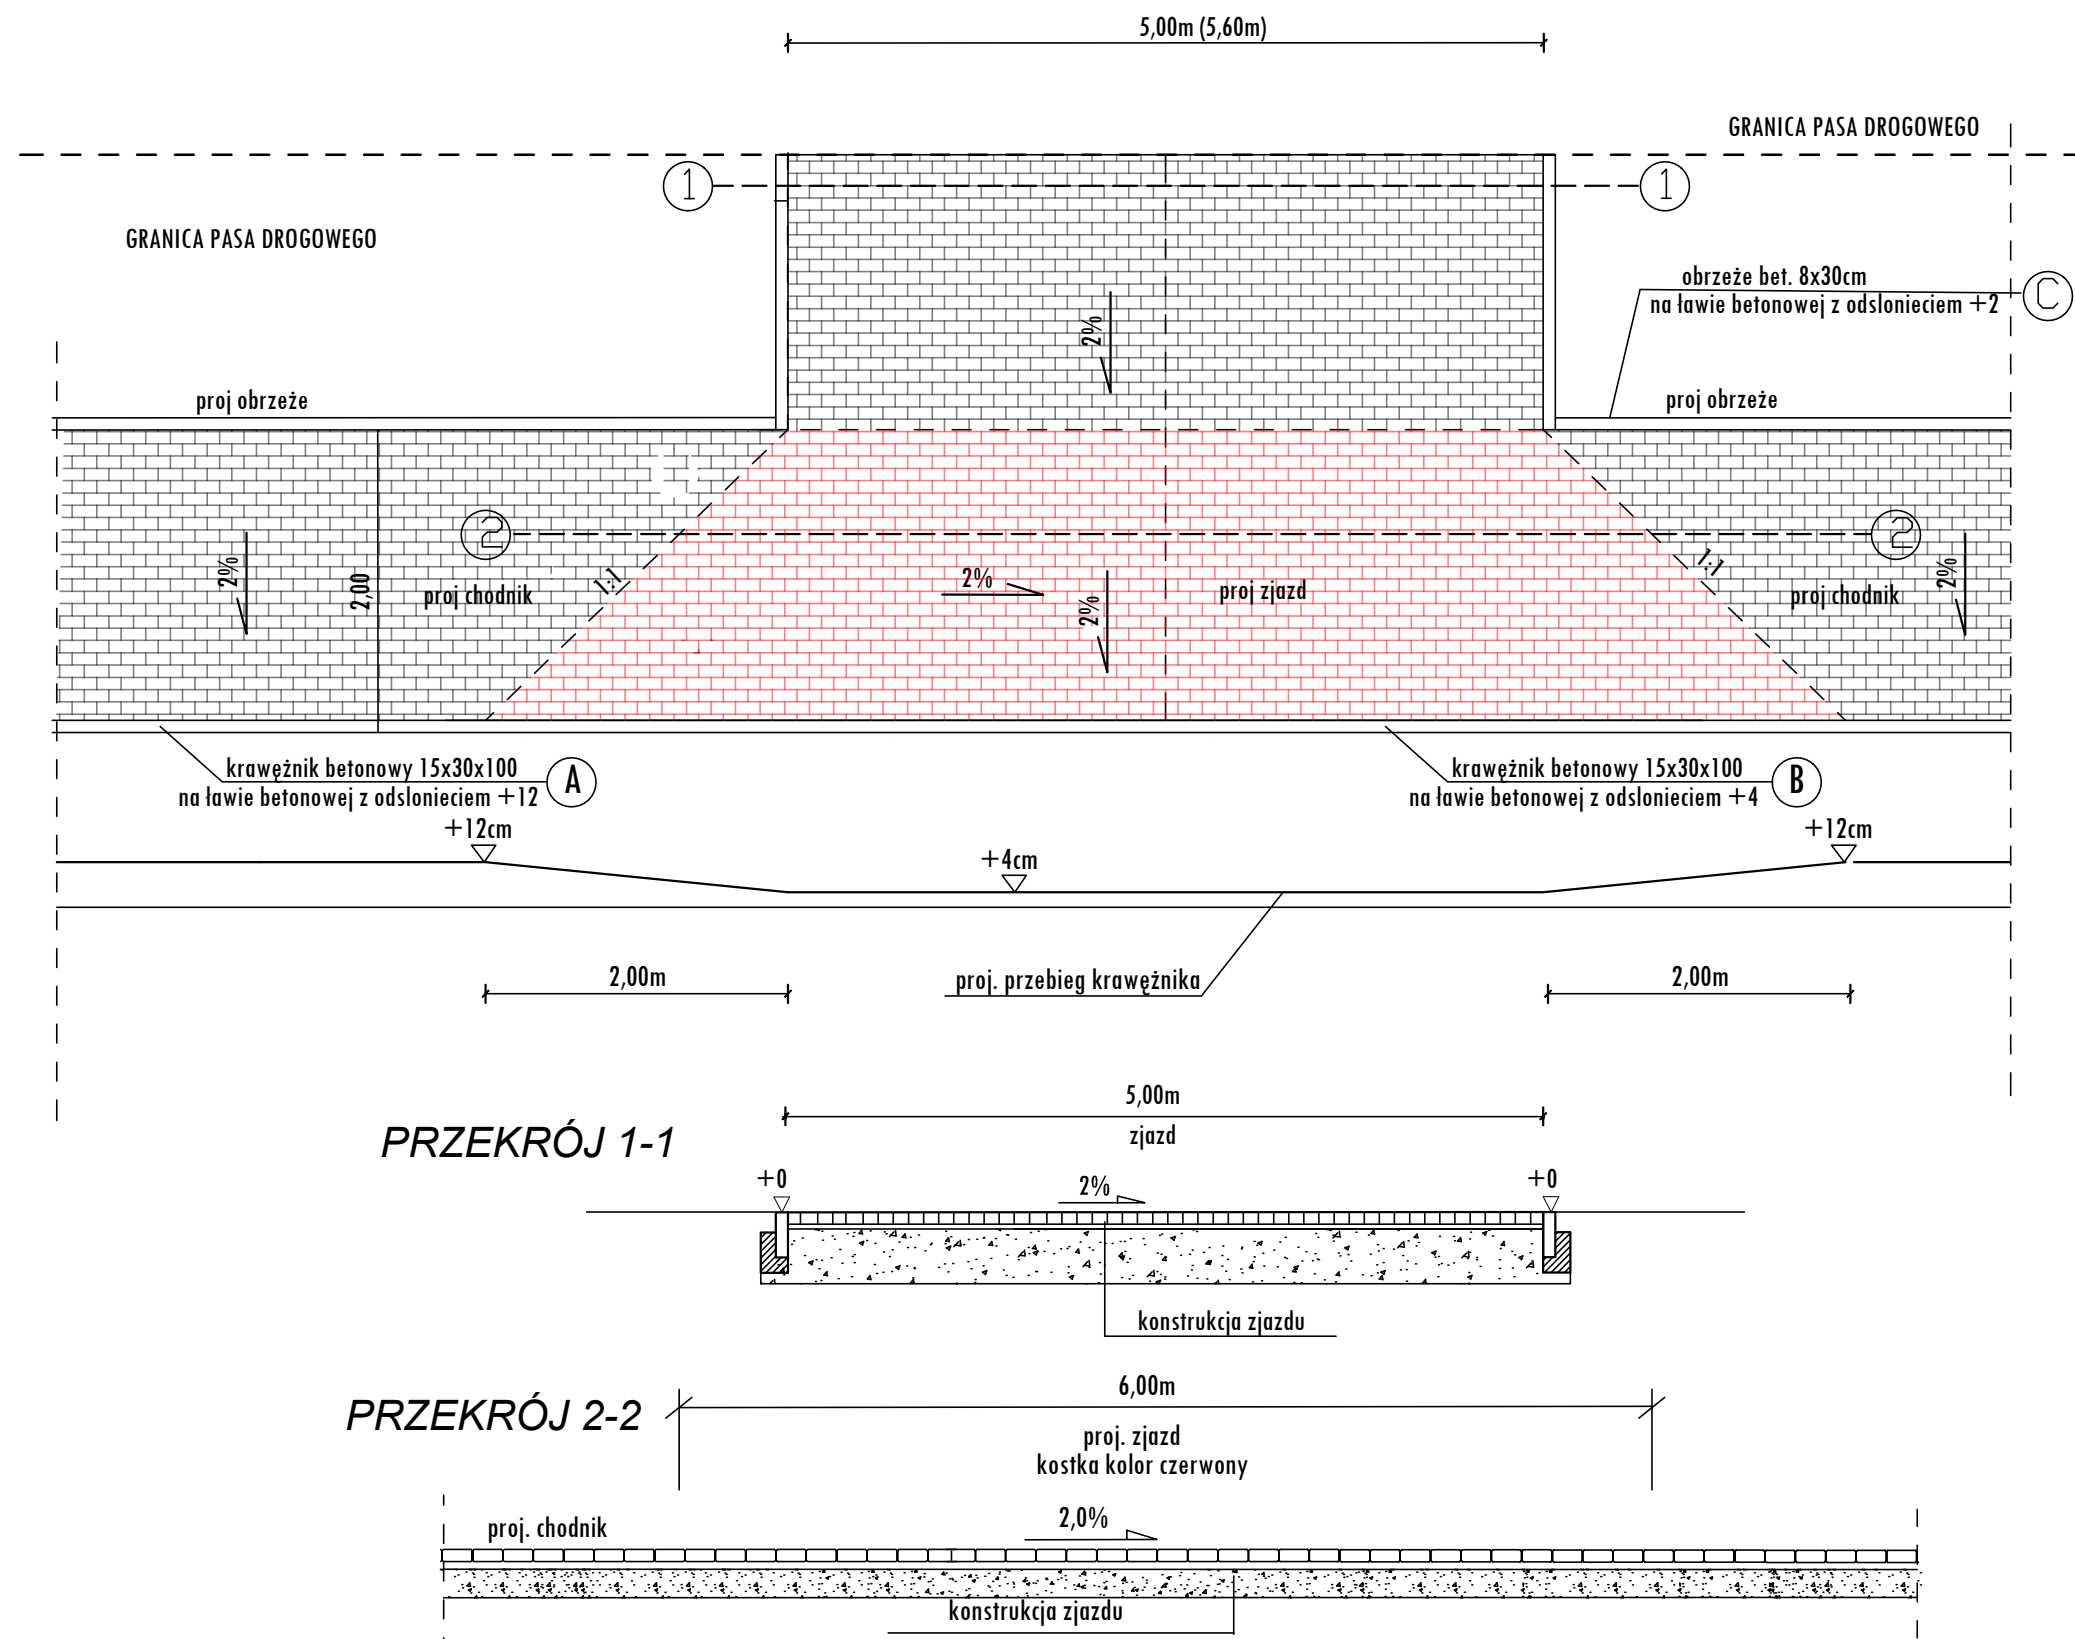 5,00m (5,60m)
GRANICA PASA DROGOWEGO
1
1
GRANICA PASA DROGOWEGO
obrzeże bet. 8x30cm
na ławie betonowej z odslonieciem +2
C
2%
proj obrzeże
proj obrzeże
2
2
2%
2,00
proj chodnik
1:1
2%
2%
proj zjazd
1:1
proj chodnik
2%
krawężnik betonowy 15x30x100
na ławie betonowej z odslonieciem +12
A
krawężnik betonowy 15x30x100
na ławie betonowej z odslonieciem +4
B
+12cm
+4cm
+12cm
2,00m
proj. przebieg krawężnika
2,00m
5,00m
zjazd
PRZEKRÓJ 1-1
+0
2%
+0
konstrukcja zjazdu
6,00m
PRZEKRÓJ 2-2
proj. zjazd
kostka kolor czerwony
proj. chodnik
2,0%
konstrukcja zjazdu